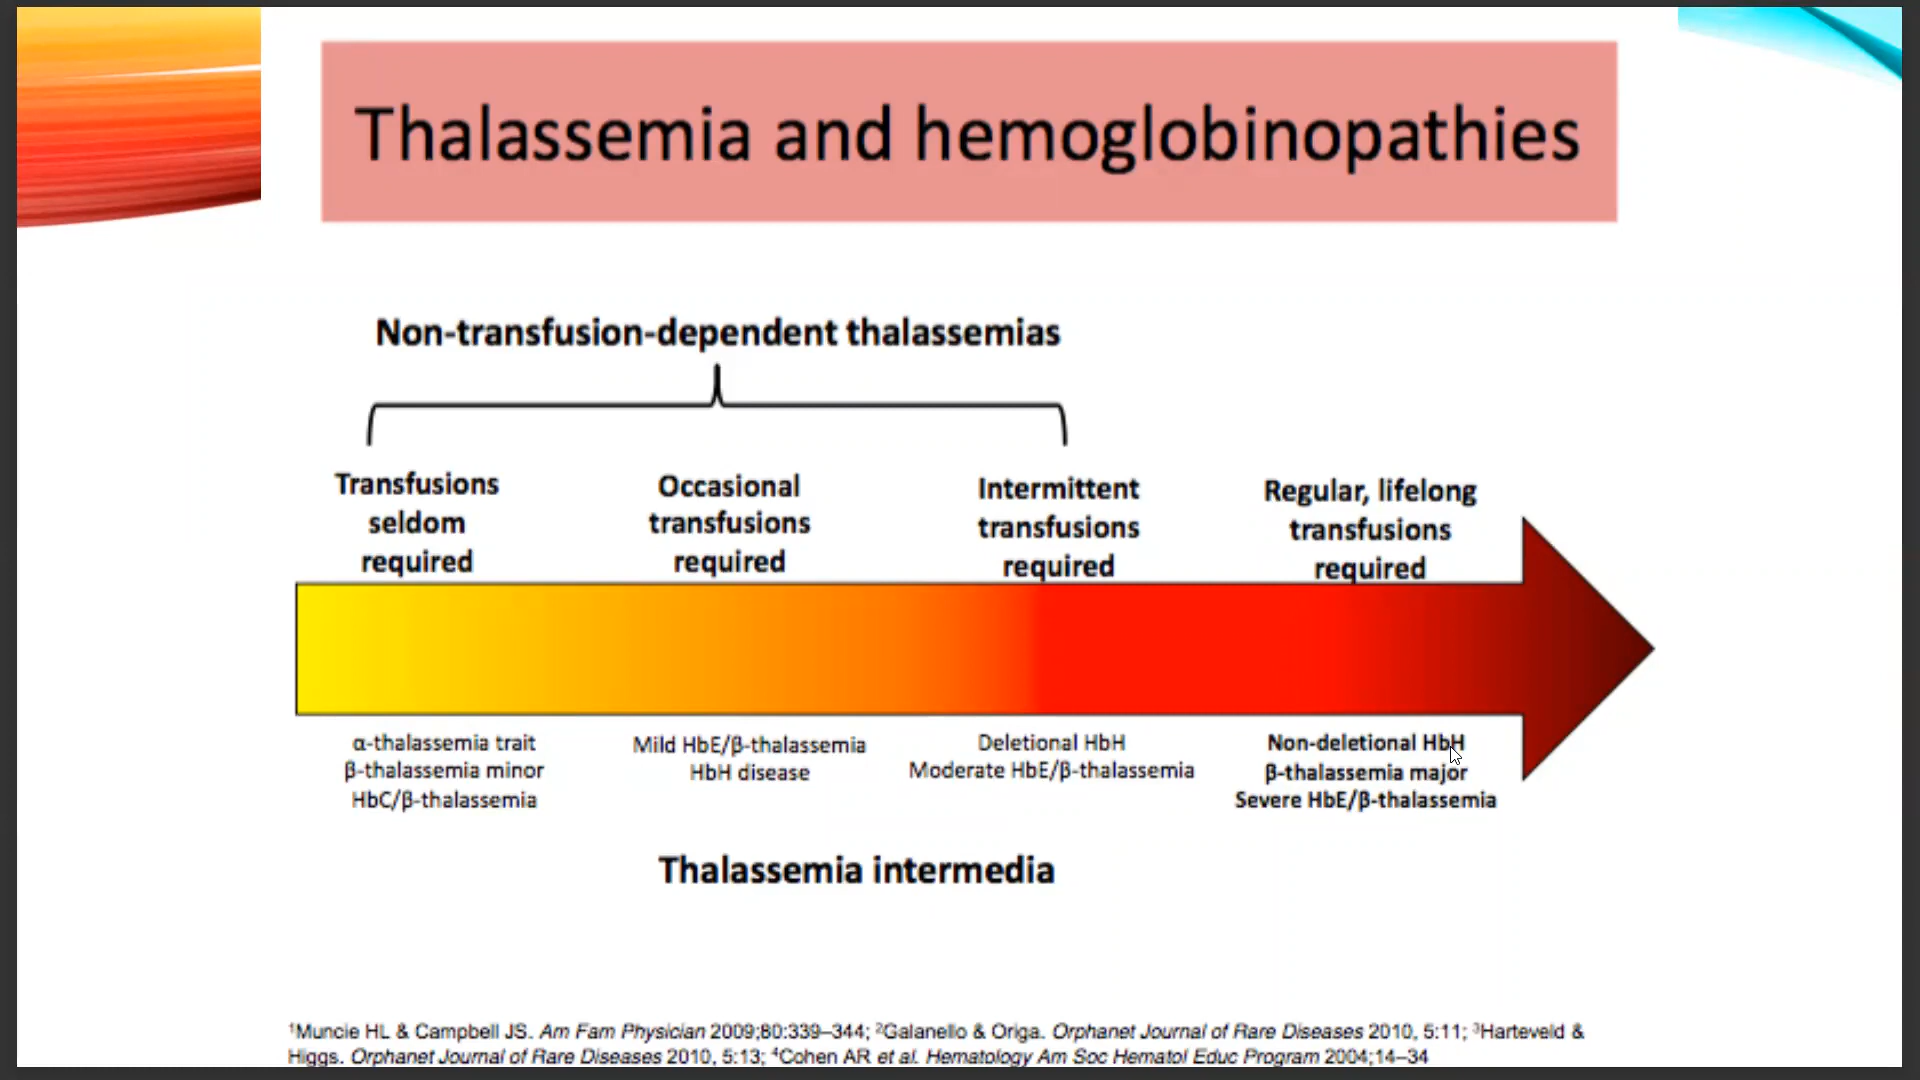 Thalassemia and hemoglobinopathies
Non-transfusion-dependent thalassemias
Transfusions
seldom
required
Occasional
transfusions
required
Intermittent
transfusions
required
Regular, lifelong
transfusions
required
α-thalassemia trait
β-thalassemia minor
HbC/β-thalassemia
Mild HbE/β-thalassemia
HbH disease
Deletional HbH
Moderate HbE/β-thalassemia
Non-deletional HbH
β-thalassemia major
Severe HbE/β-thalassemia
Thalassemia intermedia
¹Muncie HL & Campbell JS. Am Fam Physician 2009;80:339–344; ²Galanello & Origa. Orphanet Journal of Rare Diseases 2010, 5:11; ³Harteveld &
Higgs. Orphanet Journal of Rare Diseases 2010, 5:13; ⁴Cohen AR et al. Hematology Am Soc Hematol Educ Program 2004;14–34